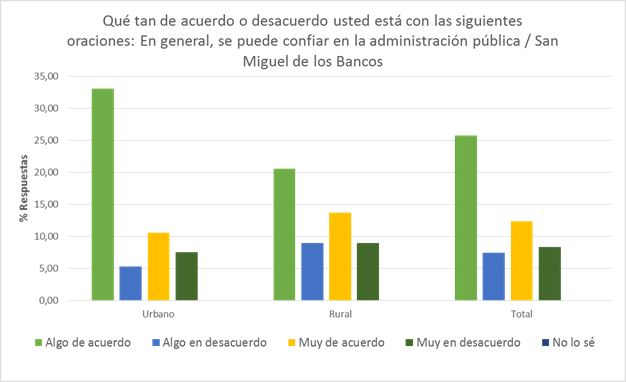 Qué tan de acuerdo o desacuerdo usted está con las siguientes
oraciones: En general, se puede confiar en la administración pública / San
Miguel de los Bancos
35,00
30,00
25,00
20,00
15,00
10,00
5,00
0,00
% Respuestas
Urbano Rural Total
Algo de acuerdo Algo en desacuerdo Muy de acuerdo Muy en desacuerdo No lo sé